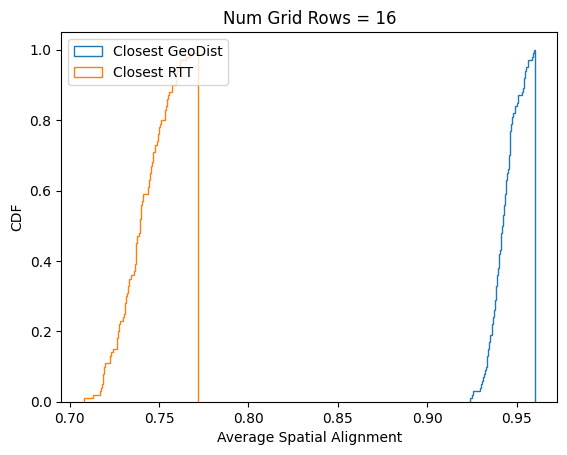 Num Grid Rows = 16
Closest GeoDist
Closest RTT
CDF
1.0
0.8
0.6
0.4
0.2
0.0
0.70 0.75 0.80 0.85 0.90 0.95
Average Spatial Alignment